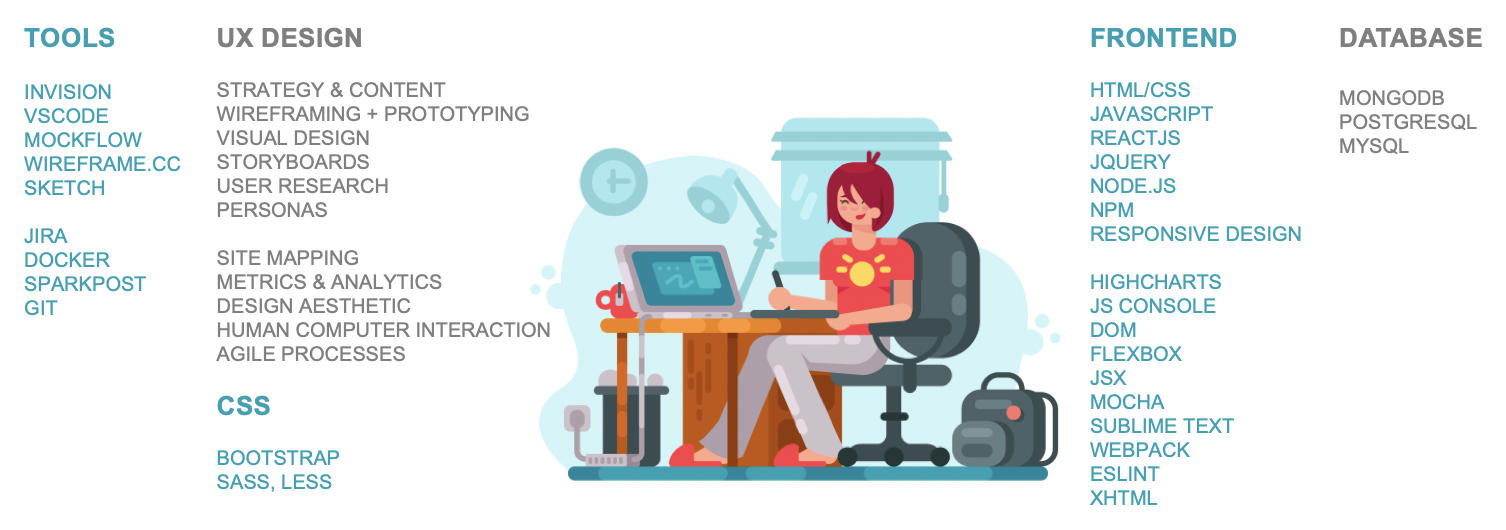 TOOLS
INVISION
VSCODE
MOCKFLOW
WIREFRAME.CC
SKETCH
JIRA
DOCKER
SPARKPOST
GIT
UX DESIGN
STRATEGY & CONTENT
WIREFRAMING + PROTOTYPING
VISUAL DESIGN
STORYBOARDS
USER RESEARCH
PERSONAS
SITE MAPPING
METRICS & ANALYTICS
DESIGN AESTHETIC
HUMAN COMPUTER INTERACTION
AGILE PROCESSES
CSS
BOOTSTRAP
SASS, LESS
FRONTEND
HTML/CSS
JAVASCRIPT
REACTJS
JQUERY
NODE.JS
NPM
RESPONSIVE DESIGN
HIGHCHARTS
JS CONSOLE
DOM
FLEXBOX
JSX
MOCHA
SUBLIME TEXT
WEBPACK
ESLINT
XHTML
DATABASE
MONGODB
POSTGRESQL
MYSQL